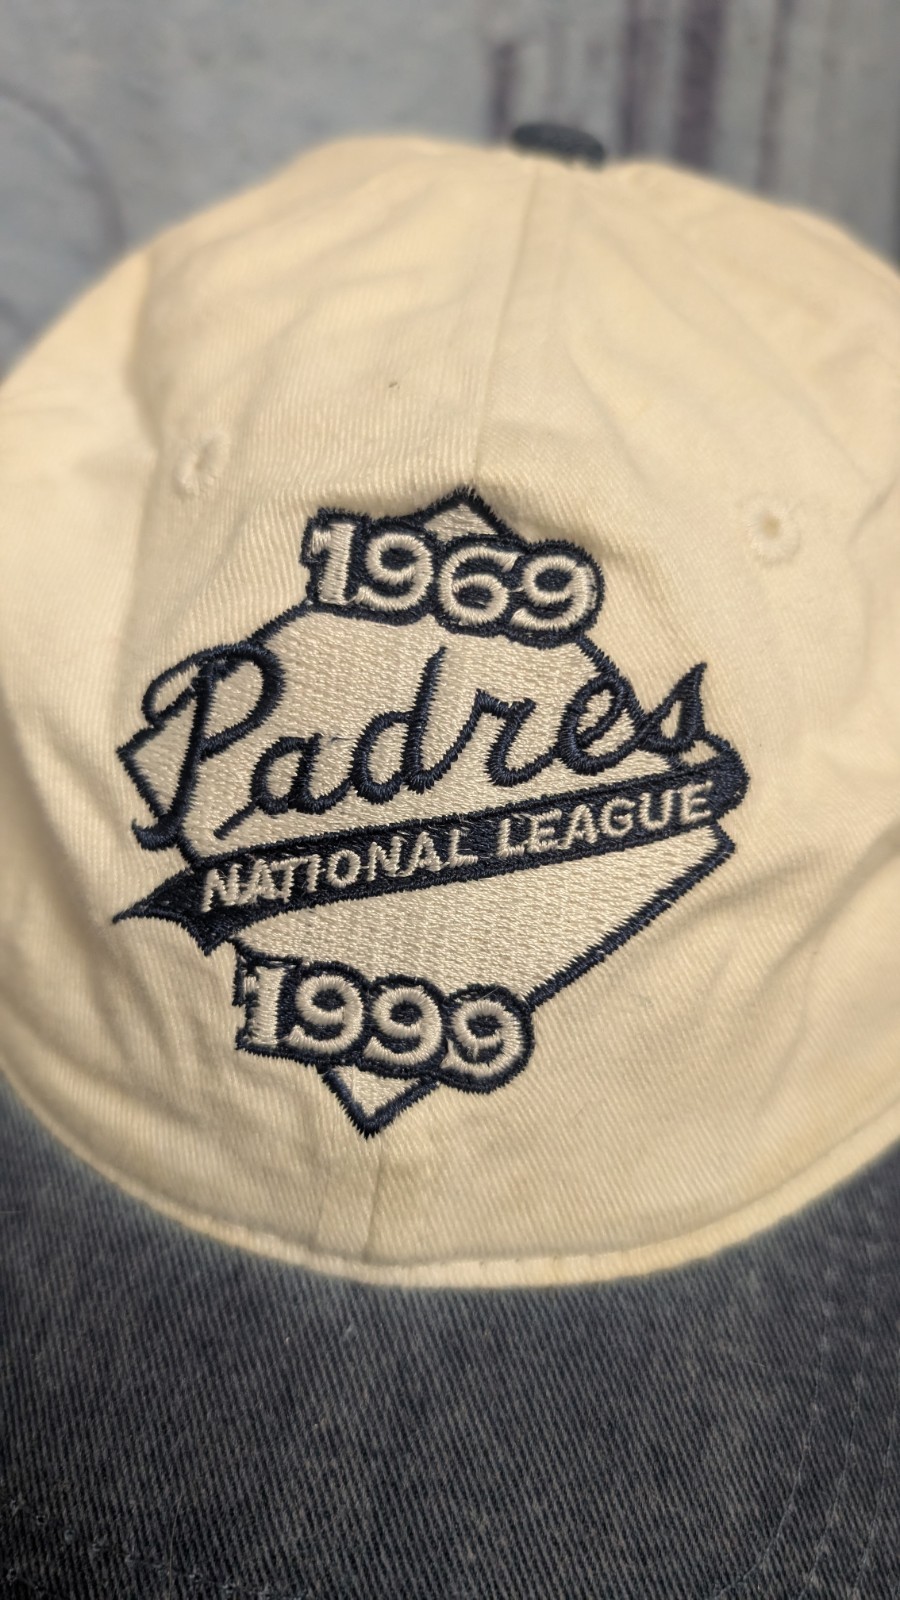 1969
Padres
NATIONAL LEAGUE
1999